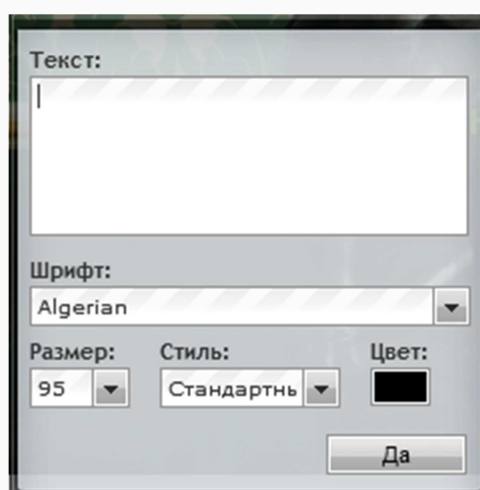 Текст:
Шрифт:
Algerian
Размер: Стиль: Цвет:
95 Стандартнь
Да